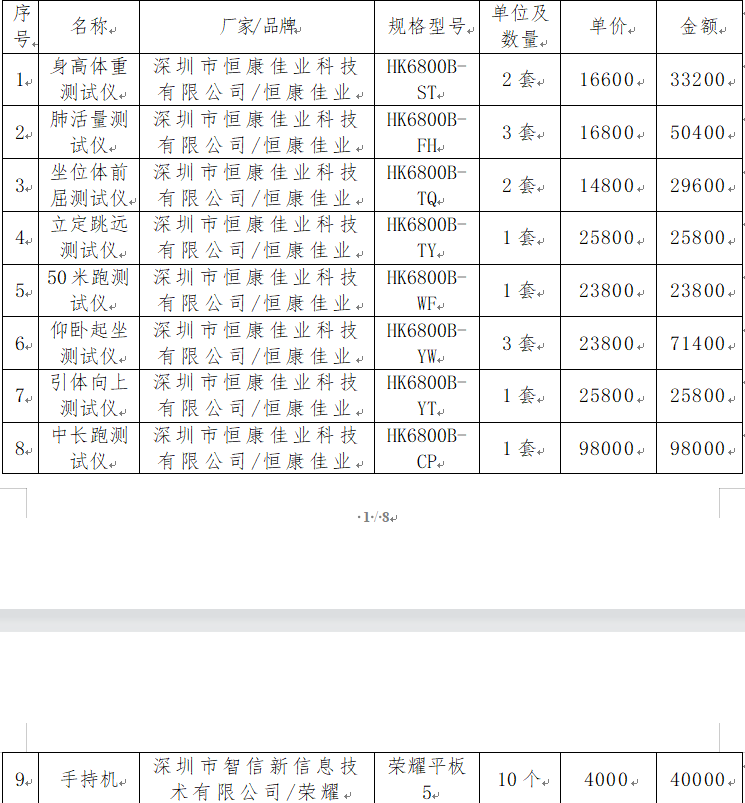 序号 名称 厂家/品牌 规格型号 单位及数量 单价 金额
1 身高体重测试仪 深圳市恒康佳业科技有限公司/恒康佳业 HK6800B-ST 2套 16600 33200
2 肺活量测试仪 深圳市恒康佳业科技有限公司/恒康佳业 HK6800B-FH 3套 16800 50400
3 坐位体前屈测试仪 深圳市恒康佳业科技有限公司/恒康佳业 HK6800B-TQ 2套 14800 29600
4 立定跳远测试仪 深圳市恒康佳业科技有限公司/恒康佳业 HK6800B-TY 1套 25800 25800
5 50米跑测试仪 深圳市恒康佳业科技有限公司/恒康佳业 HK6800B-WF 1套 23800 23800
6 仰卧起坐测试仪 深圳市恒康佳业科技有限公司/恒康佳业 HK6800B-YW 3套 23800 71400
7 引体向上测试仪 深圳市恒康佳业科技有限公司/恒康佳业 HK6800B-YT 1套 25800 25800
8 中长跑测试仪 深圳市恒康佳业科技有限公司/恒康佳业 HK6800B-CP 1套 98000 98000
1/8
9 手持机 深圳市智信新信息技术有限公司/荣耀 荣耀平板5 10个 4000 40000